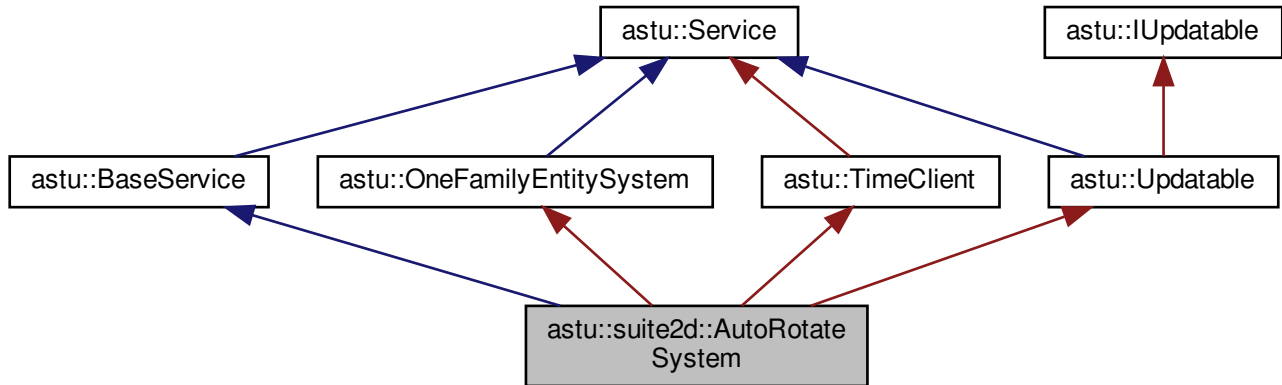 astu::Service
astu::IUpdatable
astu::BaseService
astu::OneFamilyEntitySystem
astu::TimeClient
astu::Updatable
astu::suite2d::AutoRotate
System